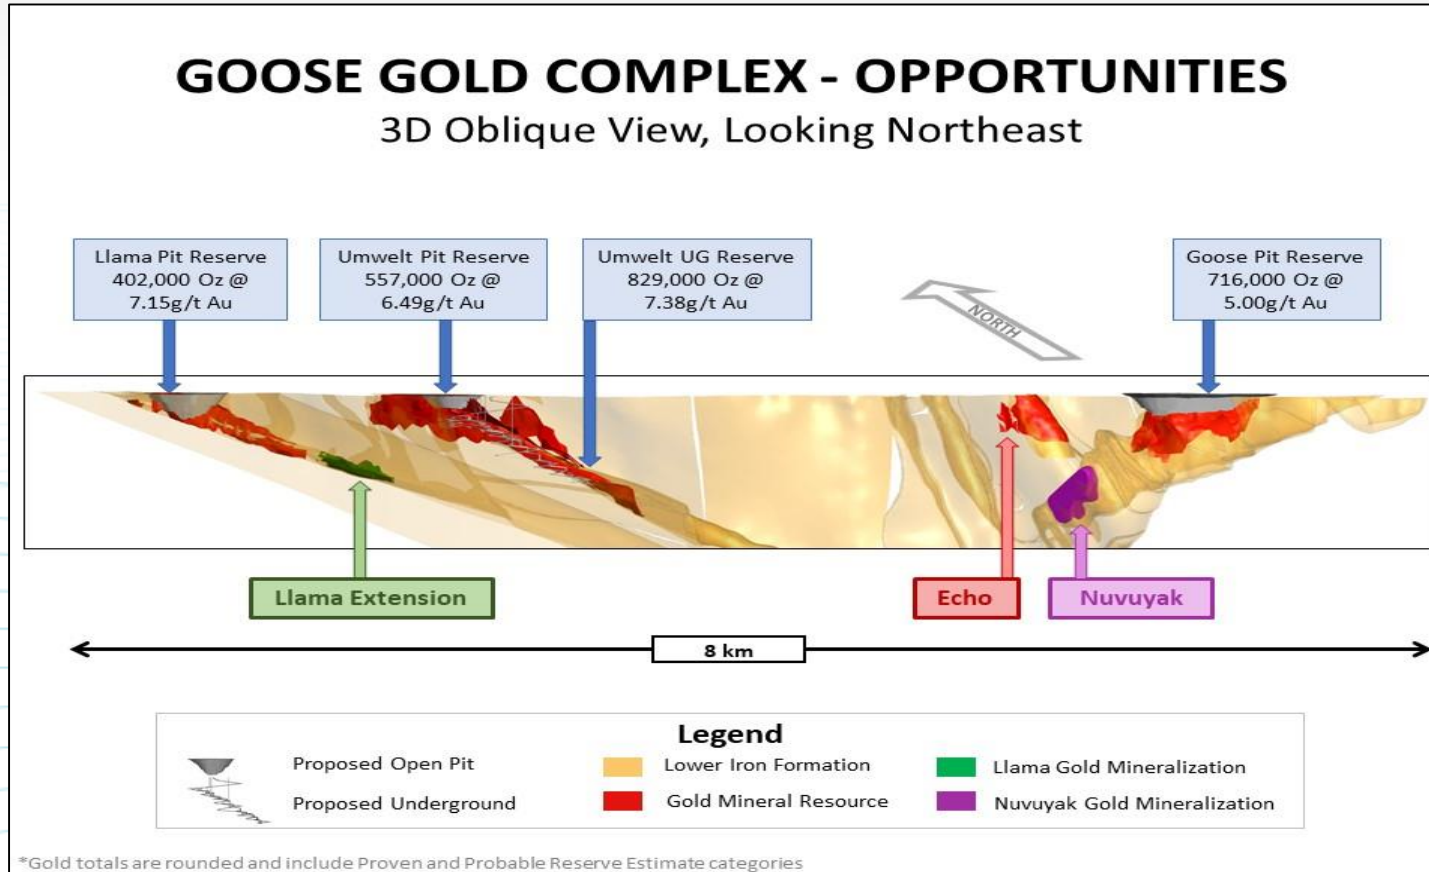 GOOSE GOLD COMPLEX - OPPORTUNITIES
3D Oblique View, Looking Northeast
Llama Pit Reserve
402,000 Oz @
7.15g/t Au
Umwelt Pit Reserve
557,000 Oz @
6.49g/t Au
Umwelt UG Reserve
829,000 Oz @
7.38g/t Au
Goose Pit Reserve
716,000 Oz @
5.00g/t Au
NORTH
Llama Extension
Echo
Nuvuyak
8 km
Legend
Proposed Open Pit
Lower Iron Formation
Llama Gold Mineralization
Proposed Underground
Gold Mineral Resource
Nuvuyak Gold Mineralization
*Gold totals are rounded and include Proven and Probable Reserve Estimate categories